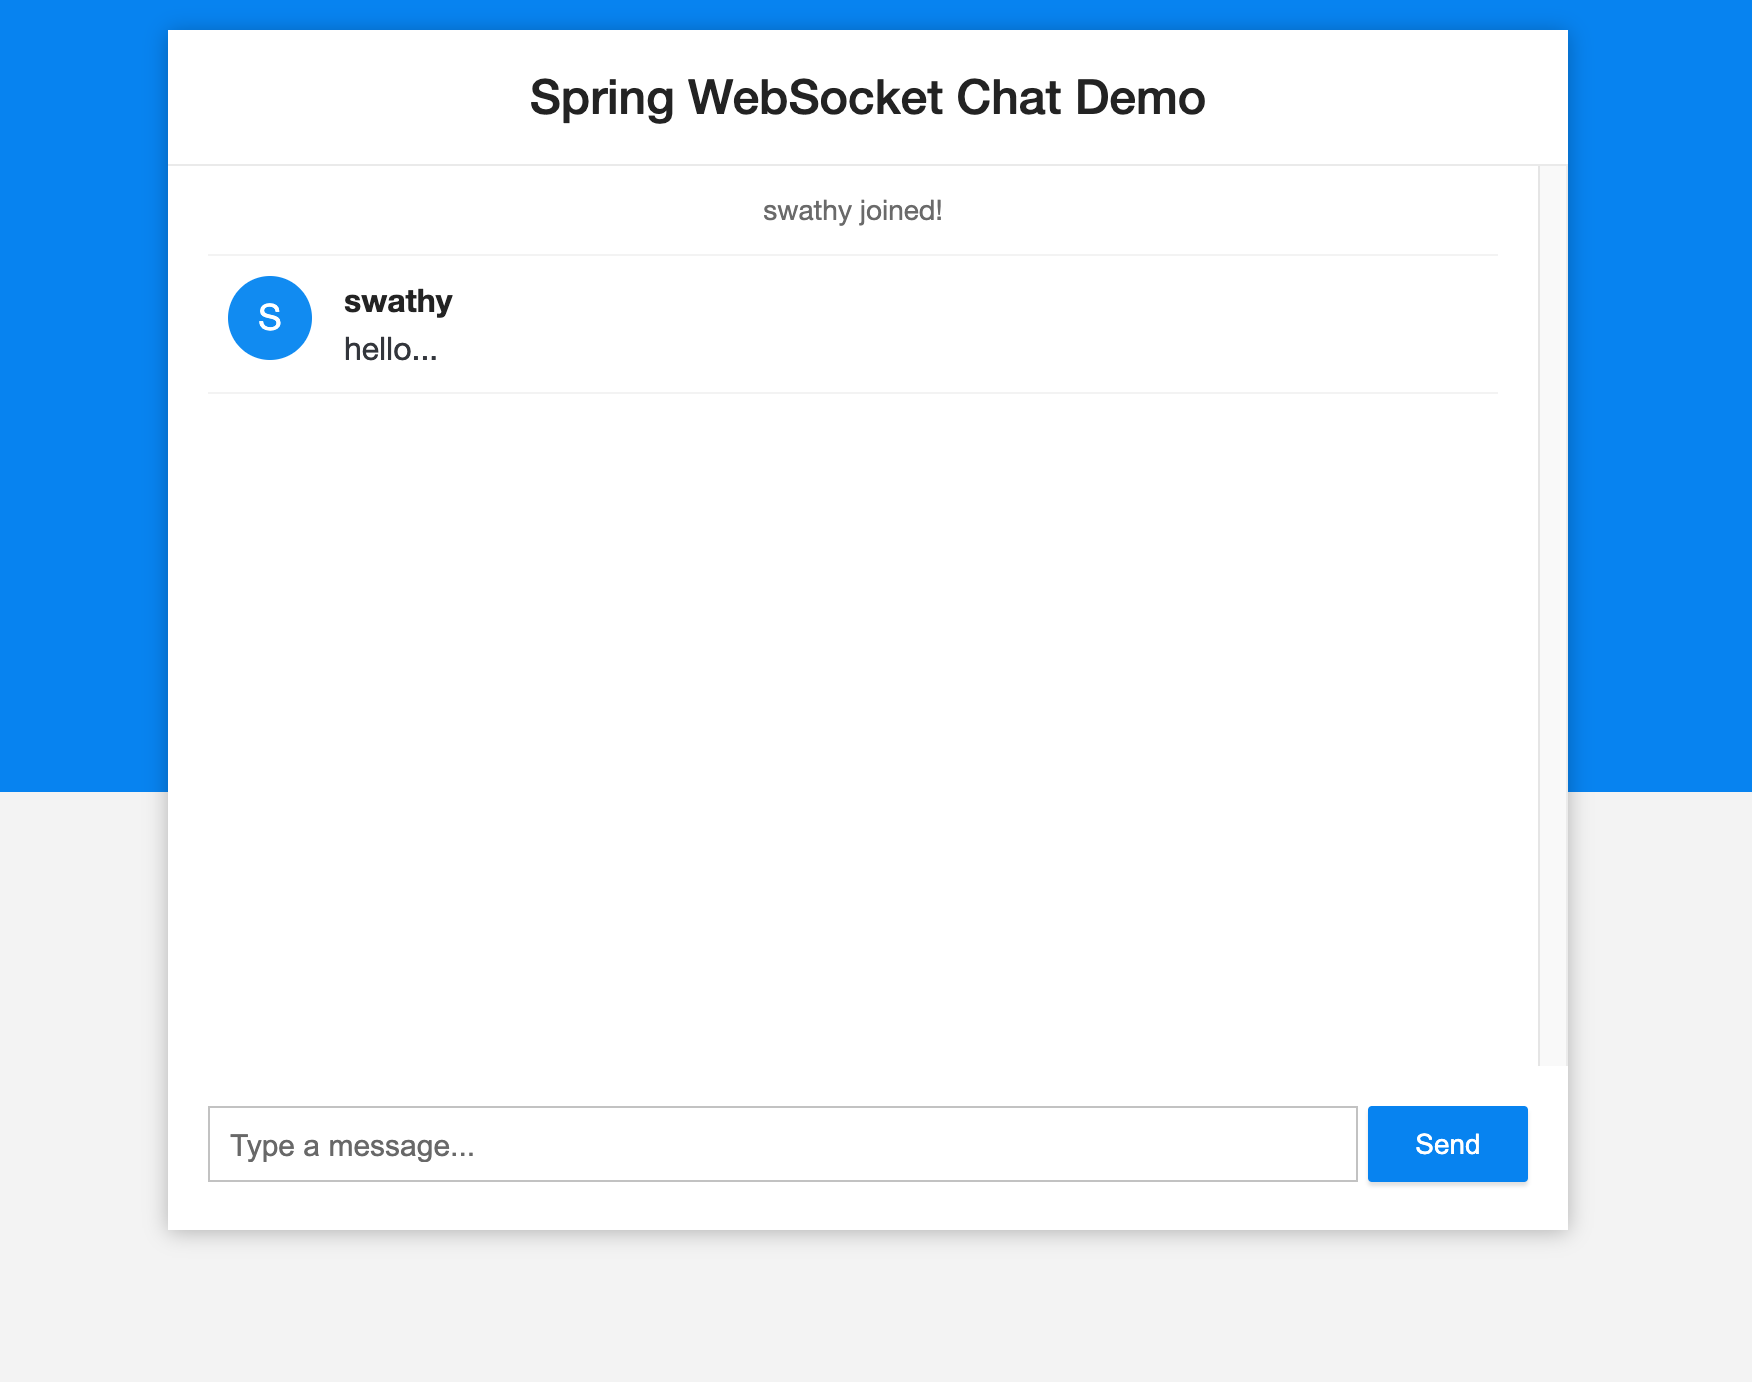 Spring WebSocket Chat Demo
swathy joined!
S
swathy
hello...
Type a message...
Send